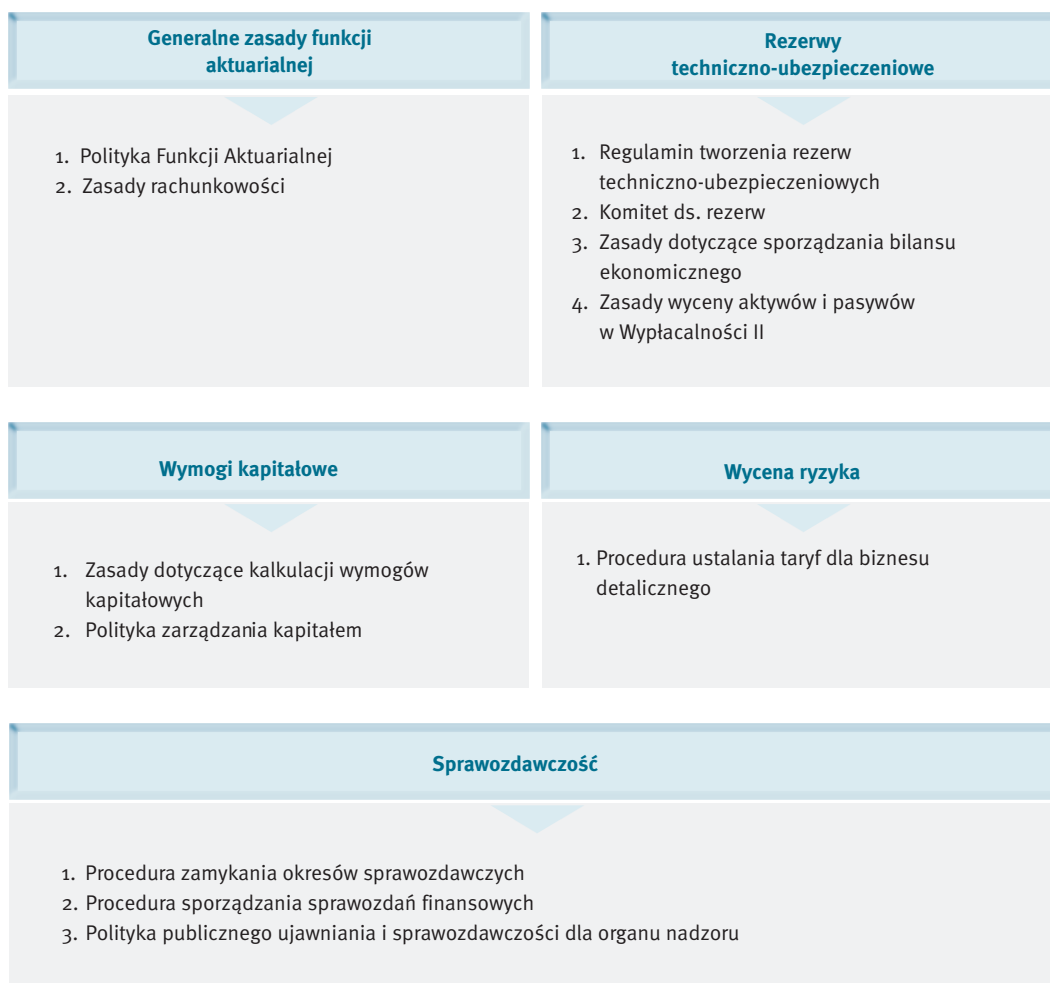 Generalne zasady funkcji
aktuarialnej
1. Polityka Funkcji Aktuarialnej
2. Zasady rachunkowości
Rezerwy
techniczno-ubezpieczeniowe
1. Regulamin tworzenia rezerw
techniczno-ubezpieczeniowych
2. Komitet ds. rezerw
3. Zasady dotyczące sporządzania bilansu
ekonomicznego
4. Zasady wyceny aktywów i pasywów
w Wypłacalności II
Wymogi kapitałowe
1. Zasady dotyczące kalkulacji wymogów
kapitałowych
2. Polityka zarządzania kapitałem
Wycena ryzyka
1. Procedura ustalania taryf dla biznesu
detalicznego
Sprawozdawczość
1. Procedura zamykania okresów sprawozdawczych
2. Procedura sporządzania sprawozdań finansowych
3. Polityka publicznego ujawniania i sprawozdawczości dla organu nadzoru